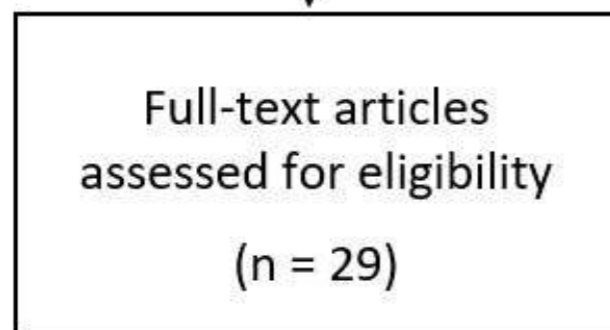 Full-text articles
assessed for eligibility
(n = 29)